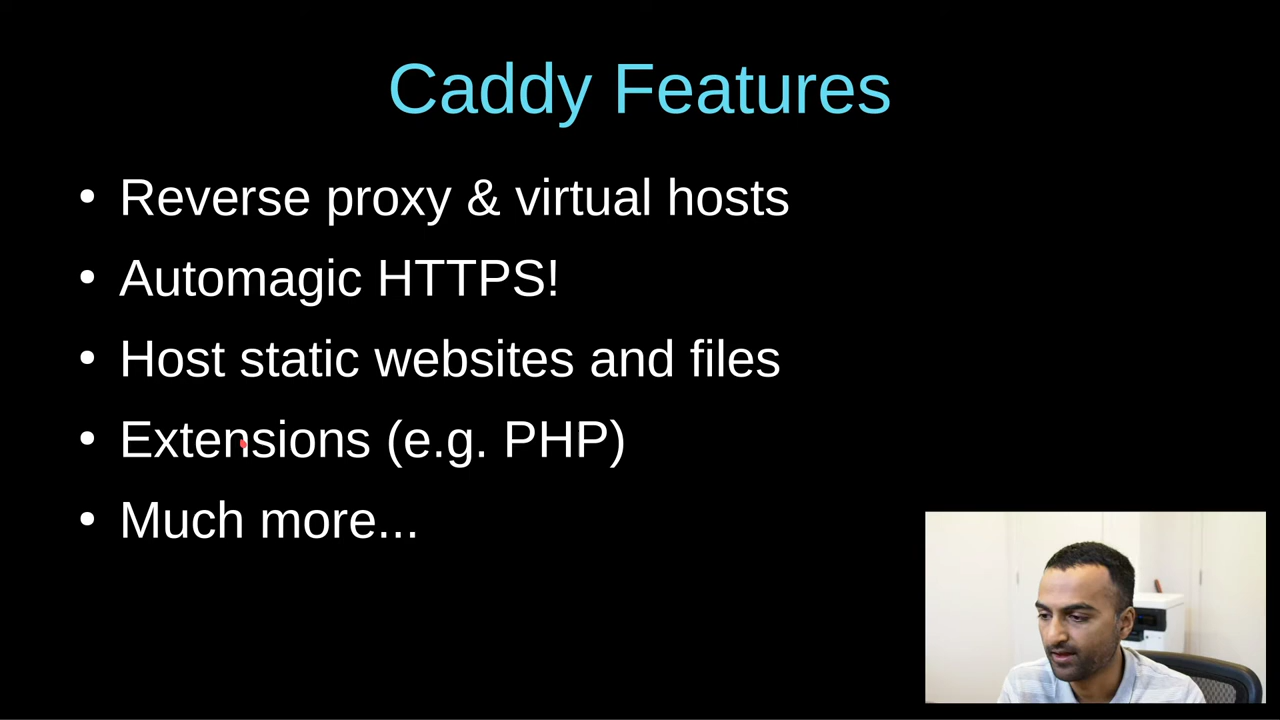 Caddy Features
• Reverse proxy & virtual hosts
• Automagic HTTPS!
• Host static websites and files
• Extensions (e.g. PHP)
• Much more...